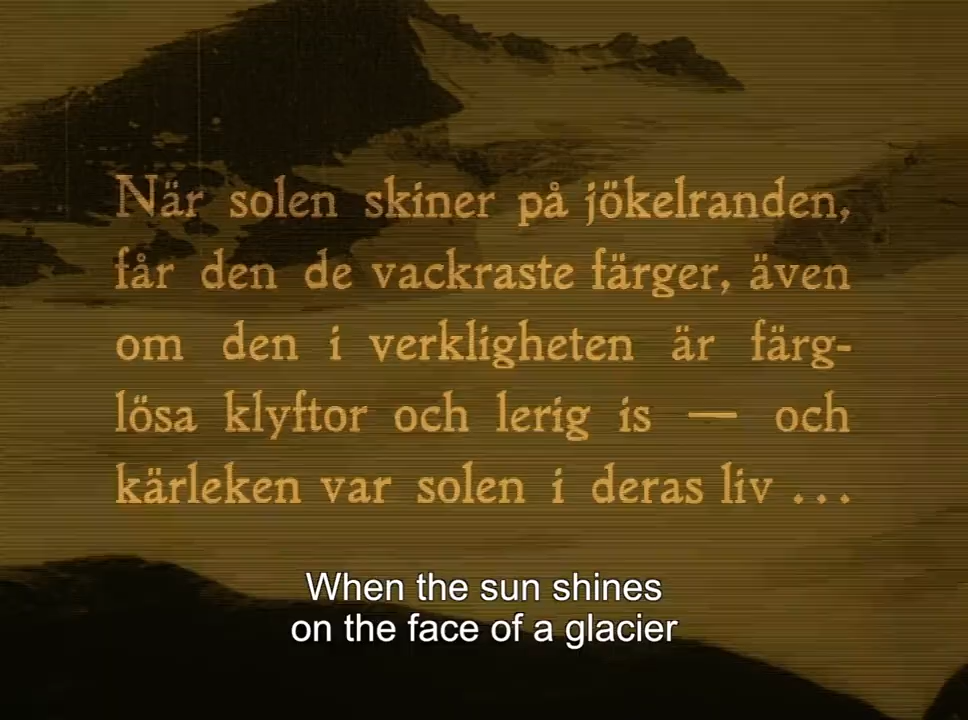 När solen skiner på jökelranden,
får den de vackraste färger, även
om den i verkligheten är färg-
lösa klyftor och lerig is — och
kärleken var solen i deras liv ...
When the sun shines
on the face of a glacier